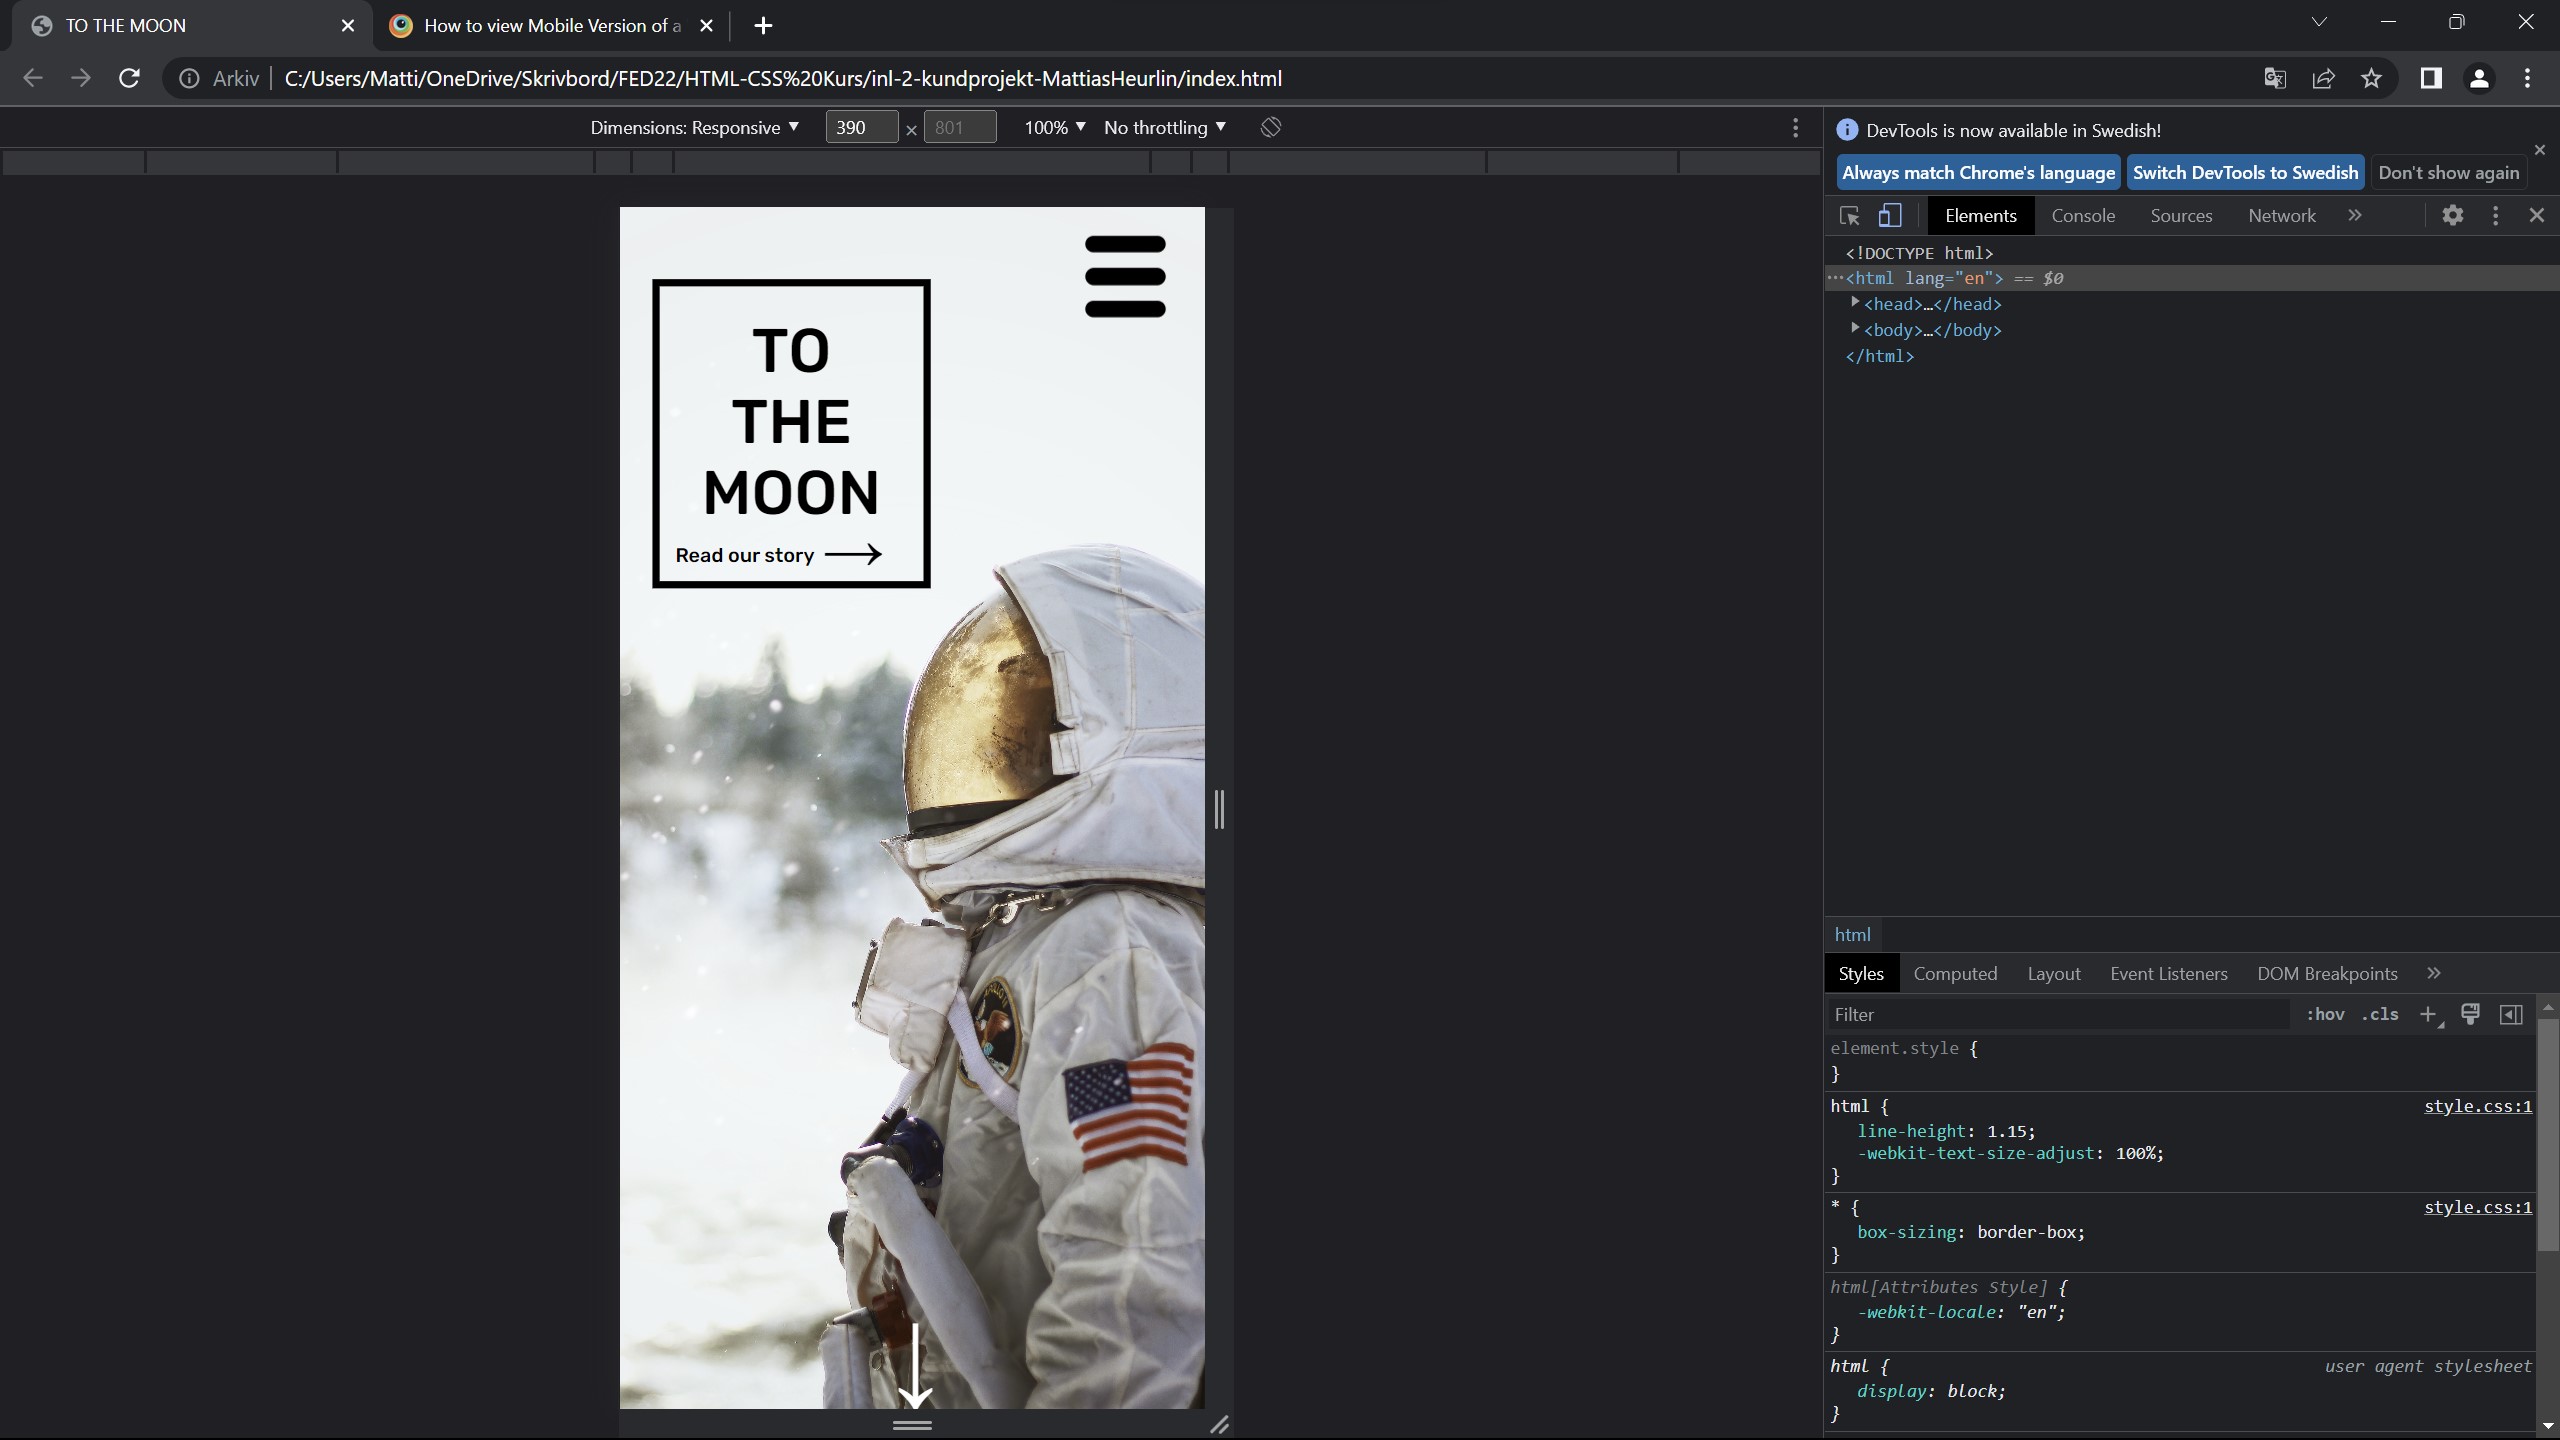 TO THE MOON
How to view Mobile Version of a
Arkiv C:/Users/Matti/OneDrive/Skrivbord/FED22/HTML-CSS%20Kurs/inl-2-kundprojekt-MattiasHeurlin/index.html
Dimensions: Responsive 390 × 801 100% No throttling
TO
THE
MOON
Read our story
DevTools is now available in Swedish!
Always match Chrome's language Switch DevTools to Swedish Don't show again
Elements Console Sources Network »
<!DOCTYPE html>
…<html lang="en"> == $0
<head>…</head>
<body>…</body>
</html>
html
Styles Computed Layout Event Listeners DOM Breakpoints »
Filter :hov .cls +
element.style {
}
html { style.css:1
line-height: 1.15;
-webkit-text-size-adjust: 100%;
}
* { style.css:1
box-sizing: border-box;
}
html[Attributes Style] {
-webkit-locale: "en";
}
html { user agent stylesheet
display: block;
}